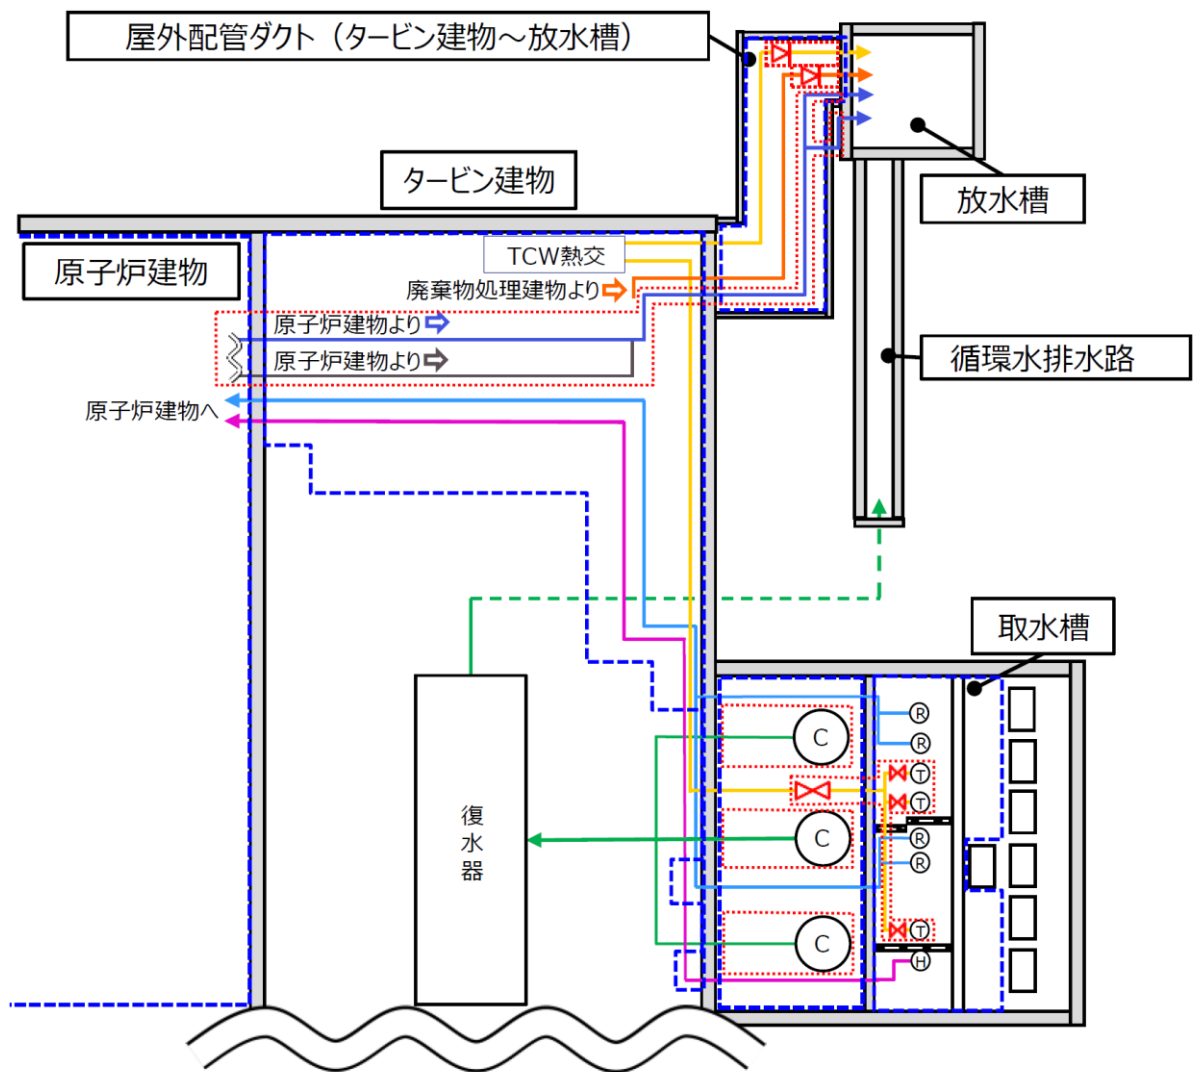 屋外配管ダクト（タービン建物～放水槽）
タービン建物
放水槽
原子炉建物
TCW熱交
廃棄物処理建物より
原子炉建物より
原子炉建物より
循環水排水路
原子炉建物へ
取水槽
R
C
R
T
T
復水器
C
R
R
C
T
H